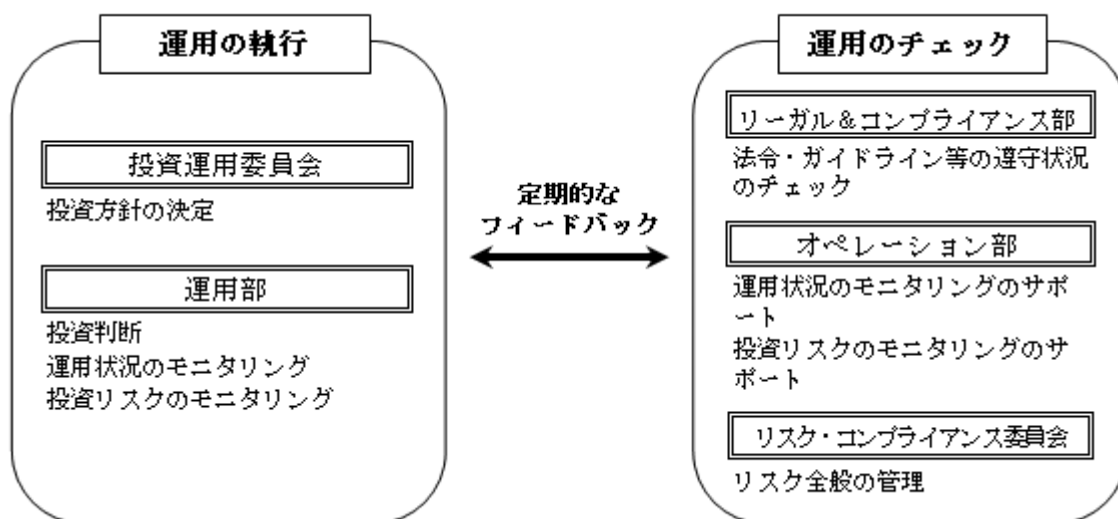 運用の執行
投資運用委員会
投資方針の決定
運用部
投資判断
運用状況のモニタリング
投資リスクのモニタリング
定期的な
フィードバック
運用のチェック
リーガル＆コンプライアンス部
法令・ガイドライン等の遵守状況
のチェック
オペレーション部
運用状況のモニタリングのサポ
ート
投資リスクのモニタリングのサ
ポート
リスク・コンプライアンス委員会
リスク全般の管理